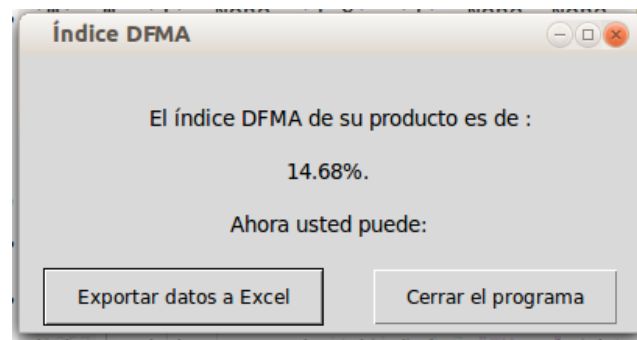 Índice DFMA
El índice DFMA de su producto es de :
14.68%.
Ahora usted puede:
Exportar datos a Excel
Cerrar el programa